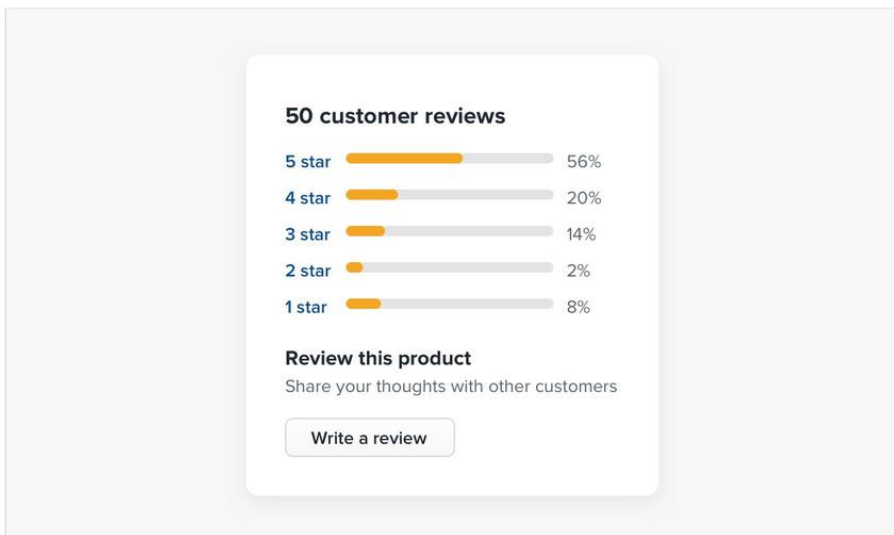 50 customer reviews
5 star 56%
4 star 20%
3 star 14%
2 star 2%
1 star 8%
Review this product
Share your thoughts with other customers
Write a review